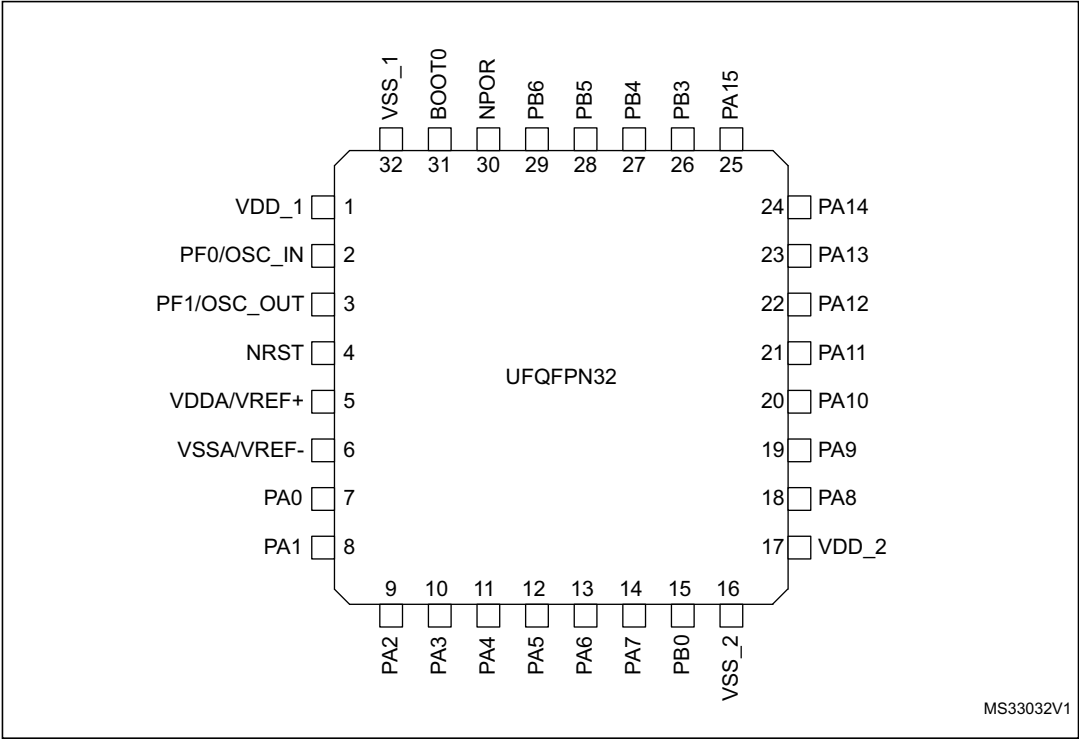 VSS_1
BOOT0
NPOR
PB6
PB5
PB4
PB3
PA15
32 31 30 29 28 27 26 25
VDD_1 1
PF0/OSC_IN 2
PF1/OSC_OUT 3
NRST 4
VDDA/VREF+ 5
VSSA/VREF- 6
PA0 7
PA1 8
UFQFPN32
24 PA14
23 PA13
22 PA12
21 PA11
20 PA10
19 PA9
18 PA8
17 VDD_2
9 10 11 12 13 14 15 16
PA2
PA3
PA4
PA5
PA6
PA7
PB0
VSS_2
MS33032V1